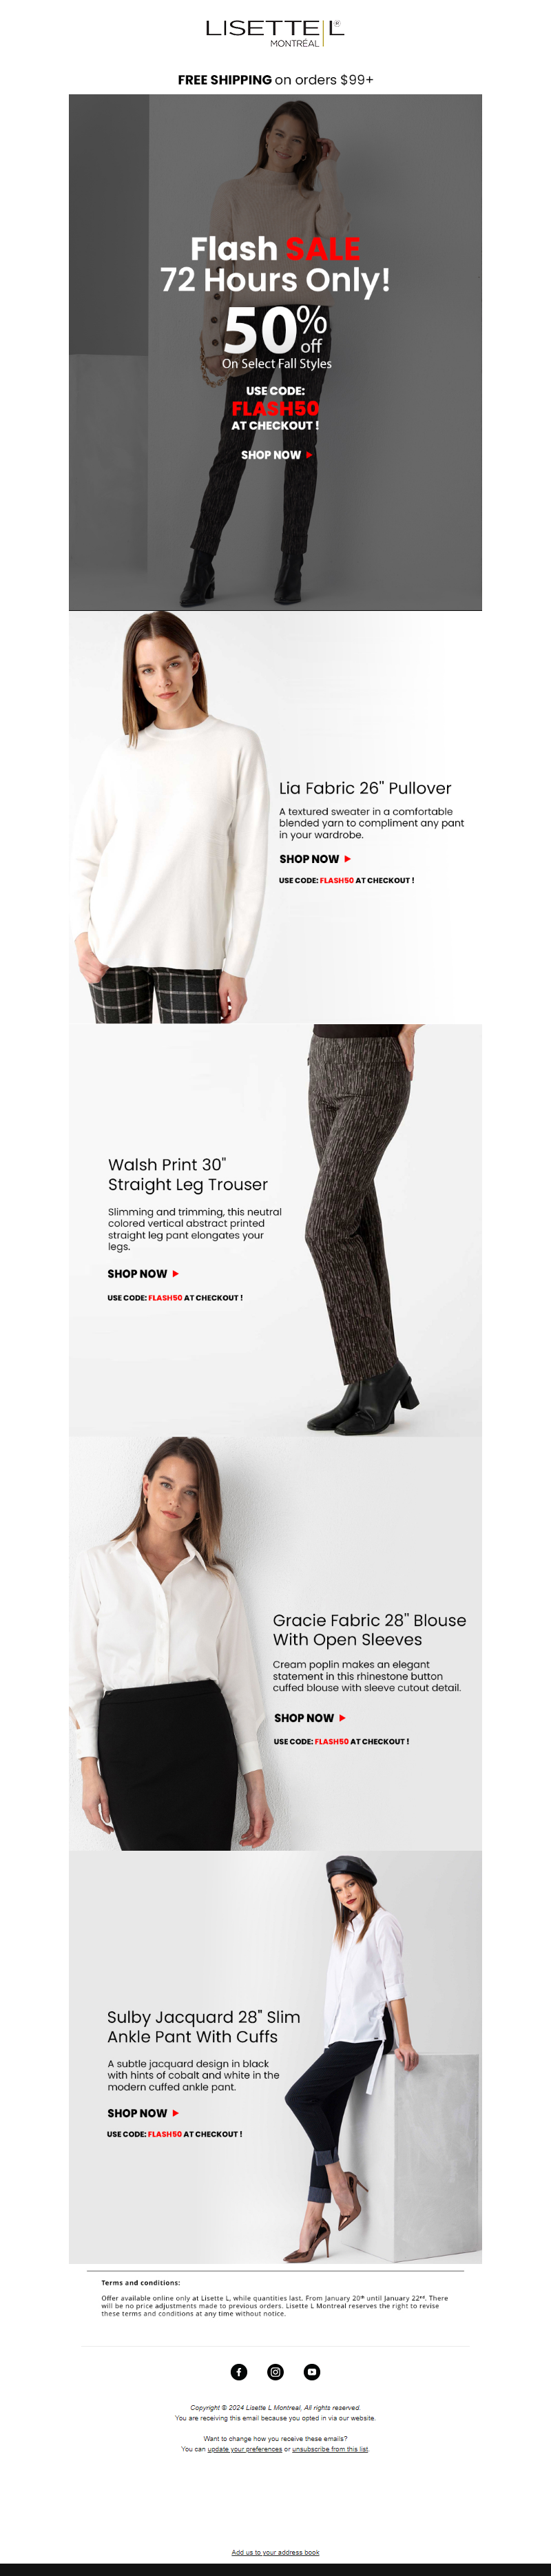 LISETTE L®
MONTRÉAL
FREE SHIPPING on orders $99+
Flash SALE
72 Hours Only!
50% off
On Select Fall Styles
USE CODE:
FLASH50
AT CHECKOUT !
SHOP NOW
Lia Fabric 26" Pullover
A textured sweater in a comfortable
blended yarn to compliment any pant
in your wardrobe.
SHOP NOW
USE CODE: FLASH50 AT CHECKOUT !
Walsh Print 30"
Straight Leg Trouser
Slimming and trimming, this neutral
colored vertical abstract printed
straight leg pant elongates your
legs.
SHOP NOW
USE CODE: FLASH50 AT CHECKOUT !
Gracie Fabric 28" Blouse
With Open Sleeves
Cream poplin makes an elegant
statement in this rhinestone button
cuffed blouse with sleeve cutout detail.
SHOP NOW
USE CODE: FLASH50 AT CHECKOUT !
Sulby Jacquard 28" Slim
Ankle Pant With Cuffs
A subtle jacquard design in black
with hints of cobalt and white in the
modern cuffed ankle pant.
SHOP NOW
USE CODE: FLASH50 AT CHECKOUT !
Terms and conditions:
Offer available online only at Lisette L, while quantities last. From January 20th until January 22nd. There
will be no price adjustments made to previous orders. Lisette L Montreal reserves the right to revise
these terms and conditions at any time without notice.
Copyright © 2024 Lisette L Montreal, All rights reserved.
You are receiving this email because you opted in via our website.
Want to change how you receive these emails?
You can update your preferences or unsubscribe from this list.
Add us to your address book